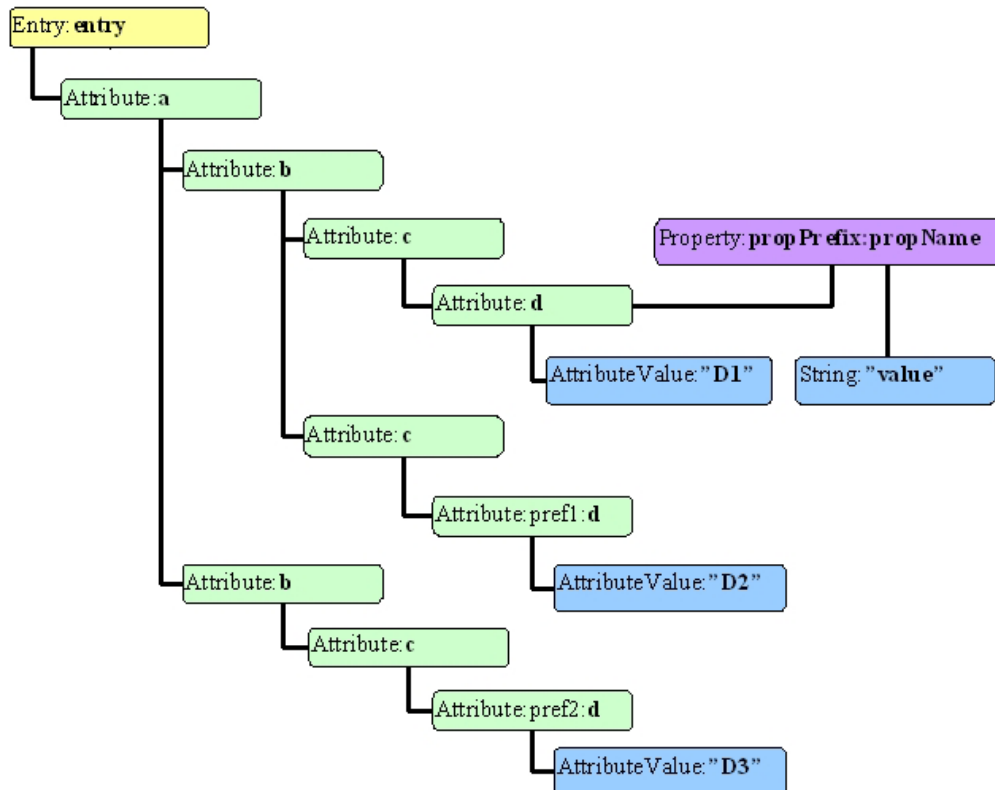 Entry:entry
Attribute:a
Attribute:b
Attribute:c
Property:propPrefix:propName
Attribute:d
AttributeValue:"D1"
String:"value"
Attribute:c
Attribute:pref1:d
Attribute:b
AttributeValue:"D2"
Attribute:c
Attribute:pref2:d
AttributeValue:"D3"